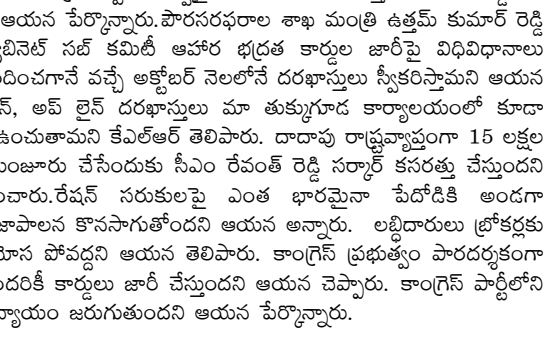 ఆయన పేర్కొన్నారు.పౌరసరఫరాల శాఖ మంత్రి ఉత్తమ్ కుమార్ రెడ్డి
బినెట్ సబ్ కమిటీ ఆహార భద్రత కార్డుల జారీపై విధివిధానాలు
దించగానే వచ్చే అక్టోబర్ నెలలోనే దరఖాస్తులు స్వీకరిస్తామని ఆయన
న్, అప్ లైన్ దరఖాస్తులు మా తుక్కుగూడ కార్యాలయంలో కూడా
ఉంచుతామని కేఎల్ఆర్ తెలిపారు. దాదాపు రాష్ట్రవ్యాప్తంగా 15 లక్షల
మంజూరు చేసేందుకు సీఎం రేవంత్ రెడ్డి సర్కార్ కసరత్తు చేస్తుందని
ంచారు.రేషన్ సరుకులపై ఎంత భారమైనా పేదోడికి అండగా
జాపాలన కొనసాగుతోందని ఆయన అన్నారు. లబ్ధిదారులు బ్రోకర్లకు
మోస పోవద్దని ఆయన తెలిపారు. కాంగ్రెస్ ప్రభుత్వం పారదర్శకంగా
ందరికీ కార్డులు జారీ చేస్తుందని ఆయన చెప్పారు. కాంగ్రెస్ పార్టీలోని
న్యాయం జరుగుతుందని ఆయన పేర్కొన్నారు.